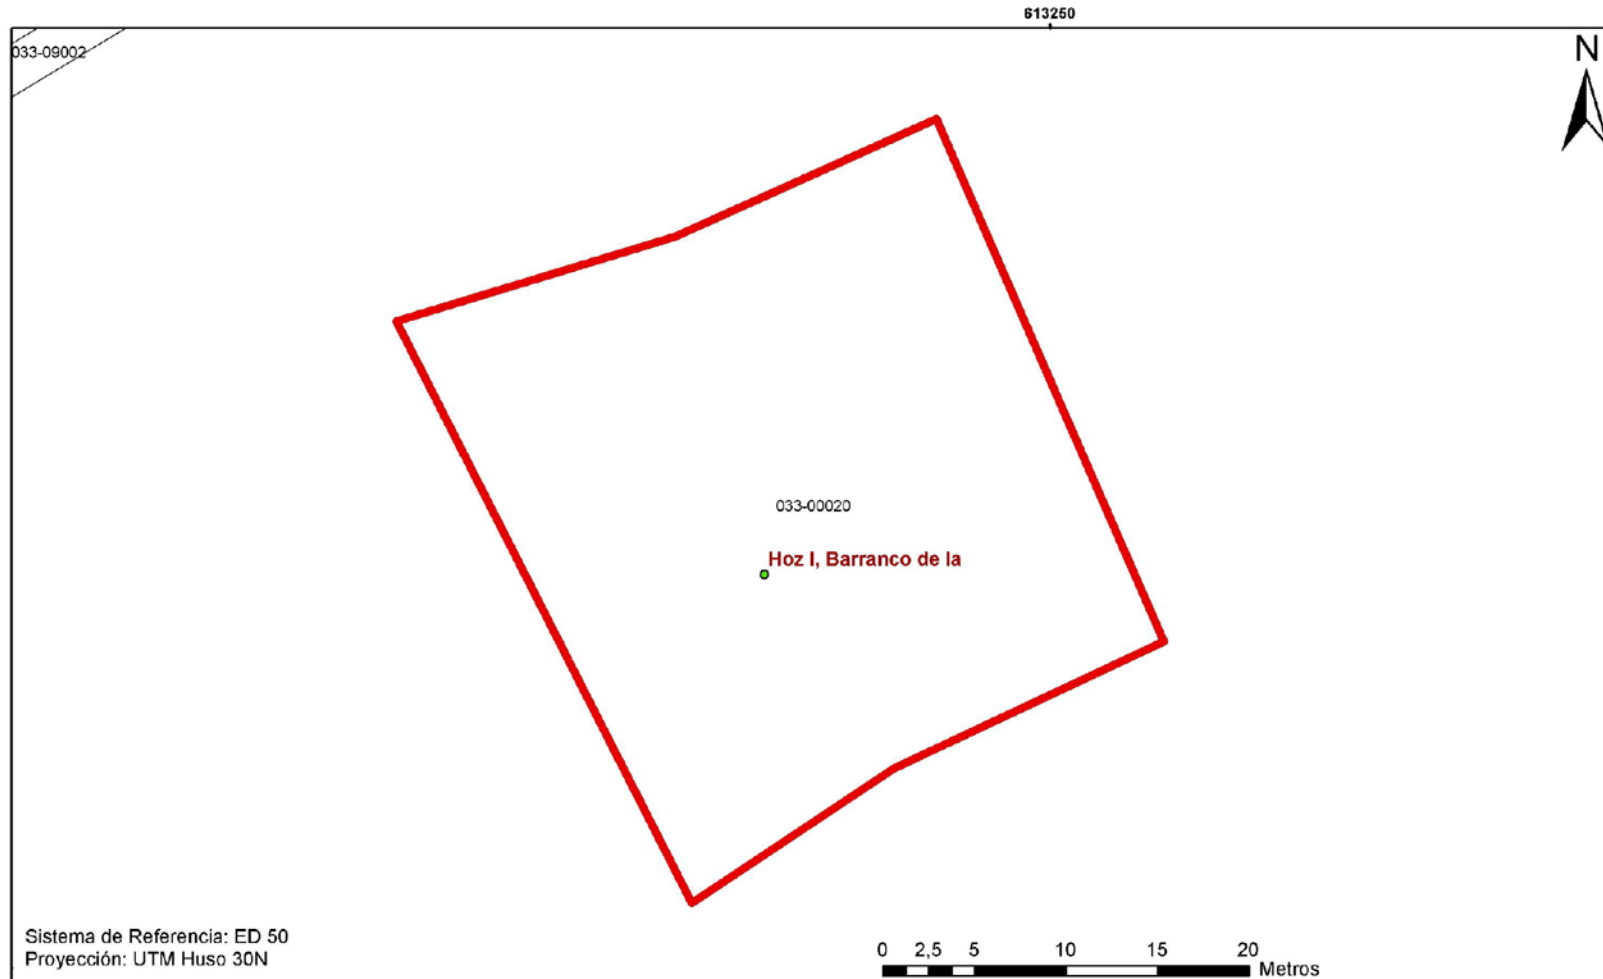 613250
033-09002
N
033-00020
Hoz I, Barranco de la
Sistema de Referencia: ED 50
Proyección: UTM Huso 30N
0 2,5 5 10 15 20
Metros